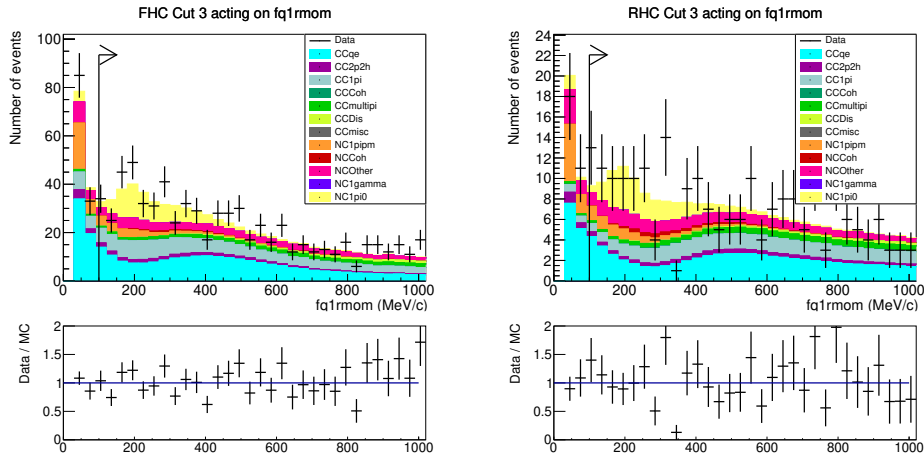 FHC Cut 3 acting on fq1rmom
Number of events
100
80
60
40
20
0
Data
CCqe
CC2p2h
CC1pi
CCCoh
CCmultipi
CCDis
CCmisc
NC1pipm
NCCoh
NCOther
NC1gamma
NC1pi0
0 200 400 600 800 1000
fq1rmom (MeV/c)
Data / MC
2
1.5
1
0.5
0
0 200 400 600 800 1000
RHC Cut 3 acting on fq1rmom
Number of events
24
22
20
18
16
14
12
10
8
6
4
2
0
Data
CCqe
CC2p2h
CC1pi
CCCoh
CCmultipi
CCDis
CCmisc
NC1pipm
NCCoh
NCOther
NC1gamma
NC1pi0
0 200 400 600 800 1000
fq1rmom (MeV/c)
Data / MC
2
1.5
1
0.5
0
0 200 400 600 800 1000